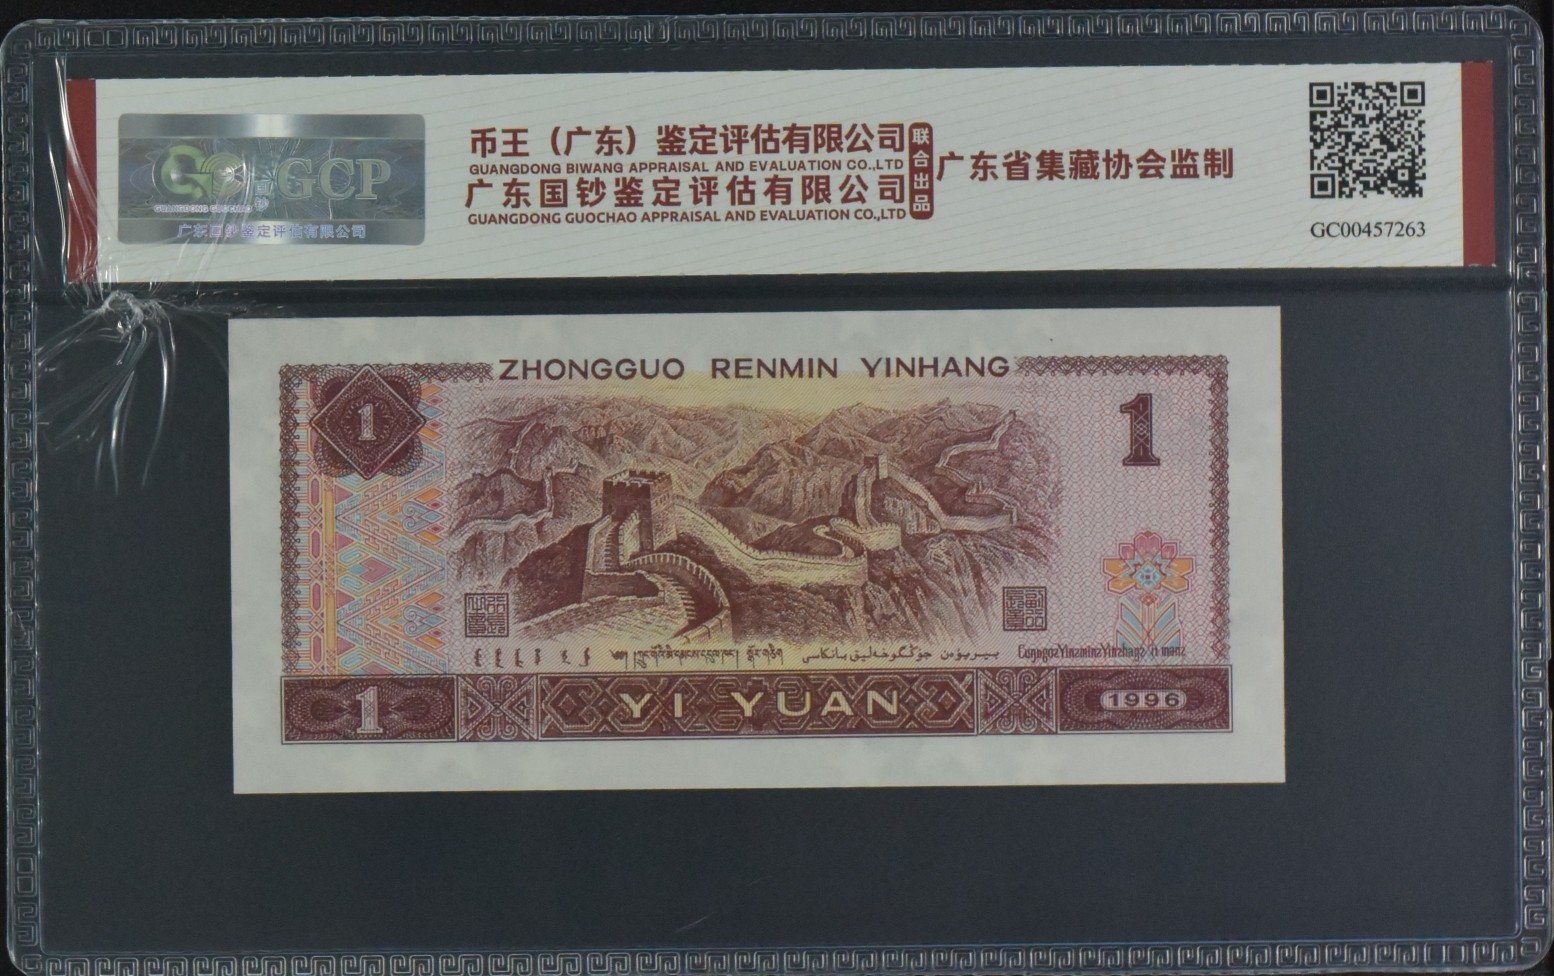 GCP
广东国钞鉴定评估有限公司
币王（广东）鉴定评估有限公司
GUANGDONG BIWANG APPRAISAL AND EVALUATION CO.,LTD
广东国钞鉴定评估有限公司
GUANGDONG GUOCHAO APPRAISAL AND EVALUATION CO.,LTD
联合出品
广东省集藏协会监制
GC00457263
ZHONGGUO RENMIN YINHANG
1
1
1
YI YUAN
1996